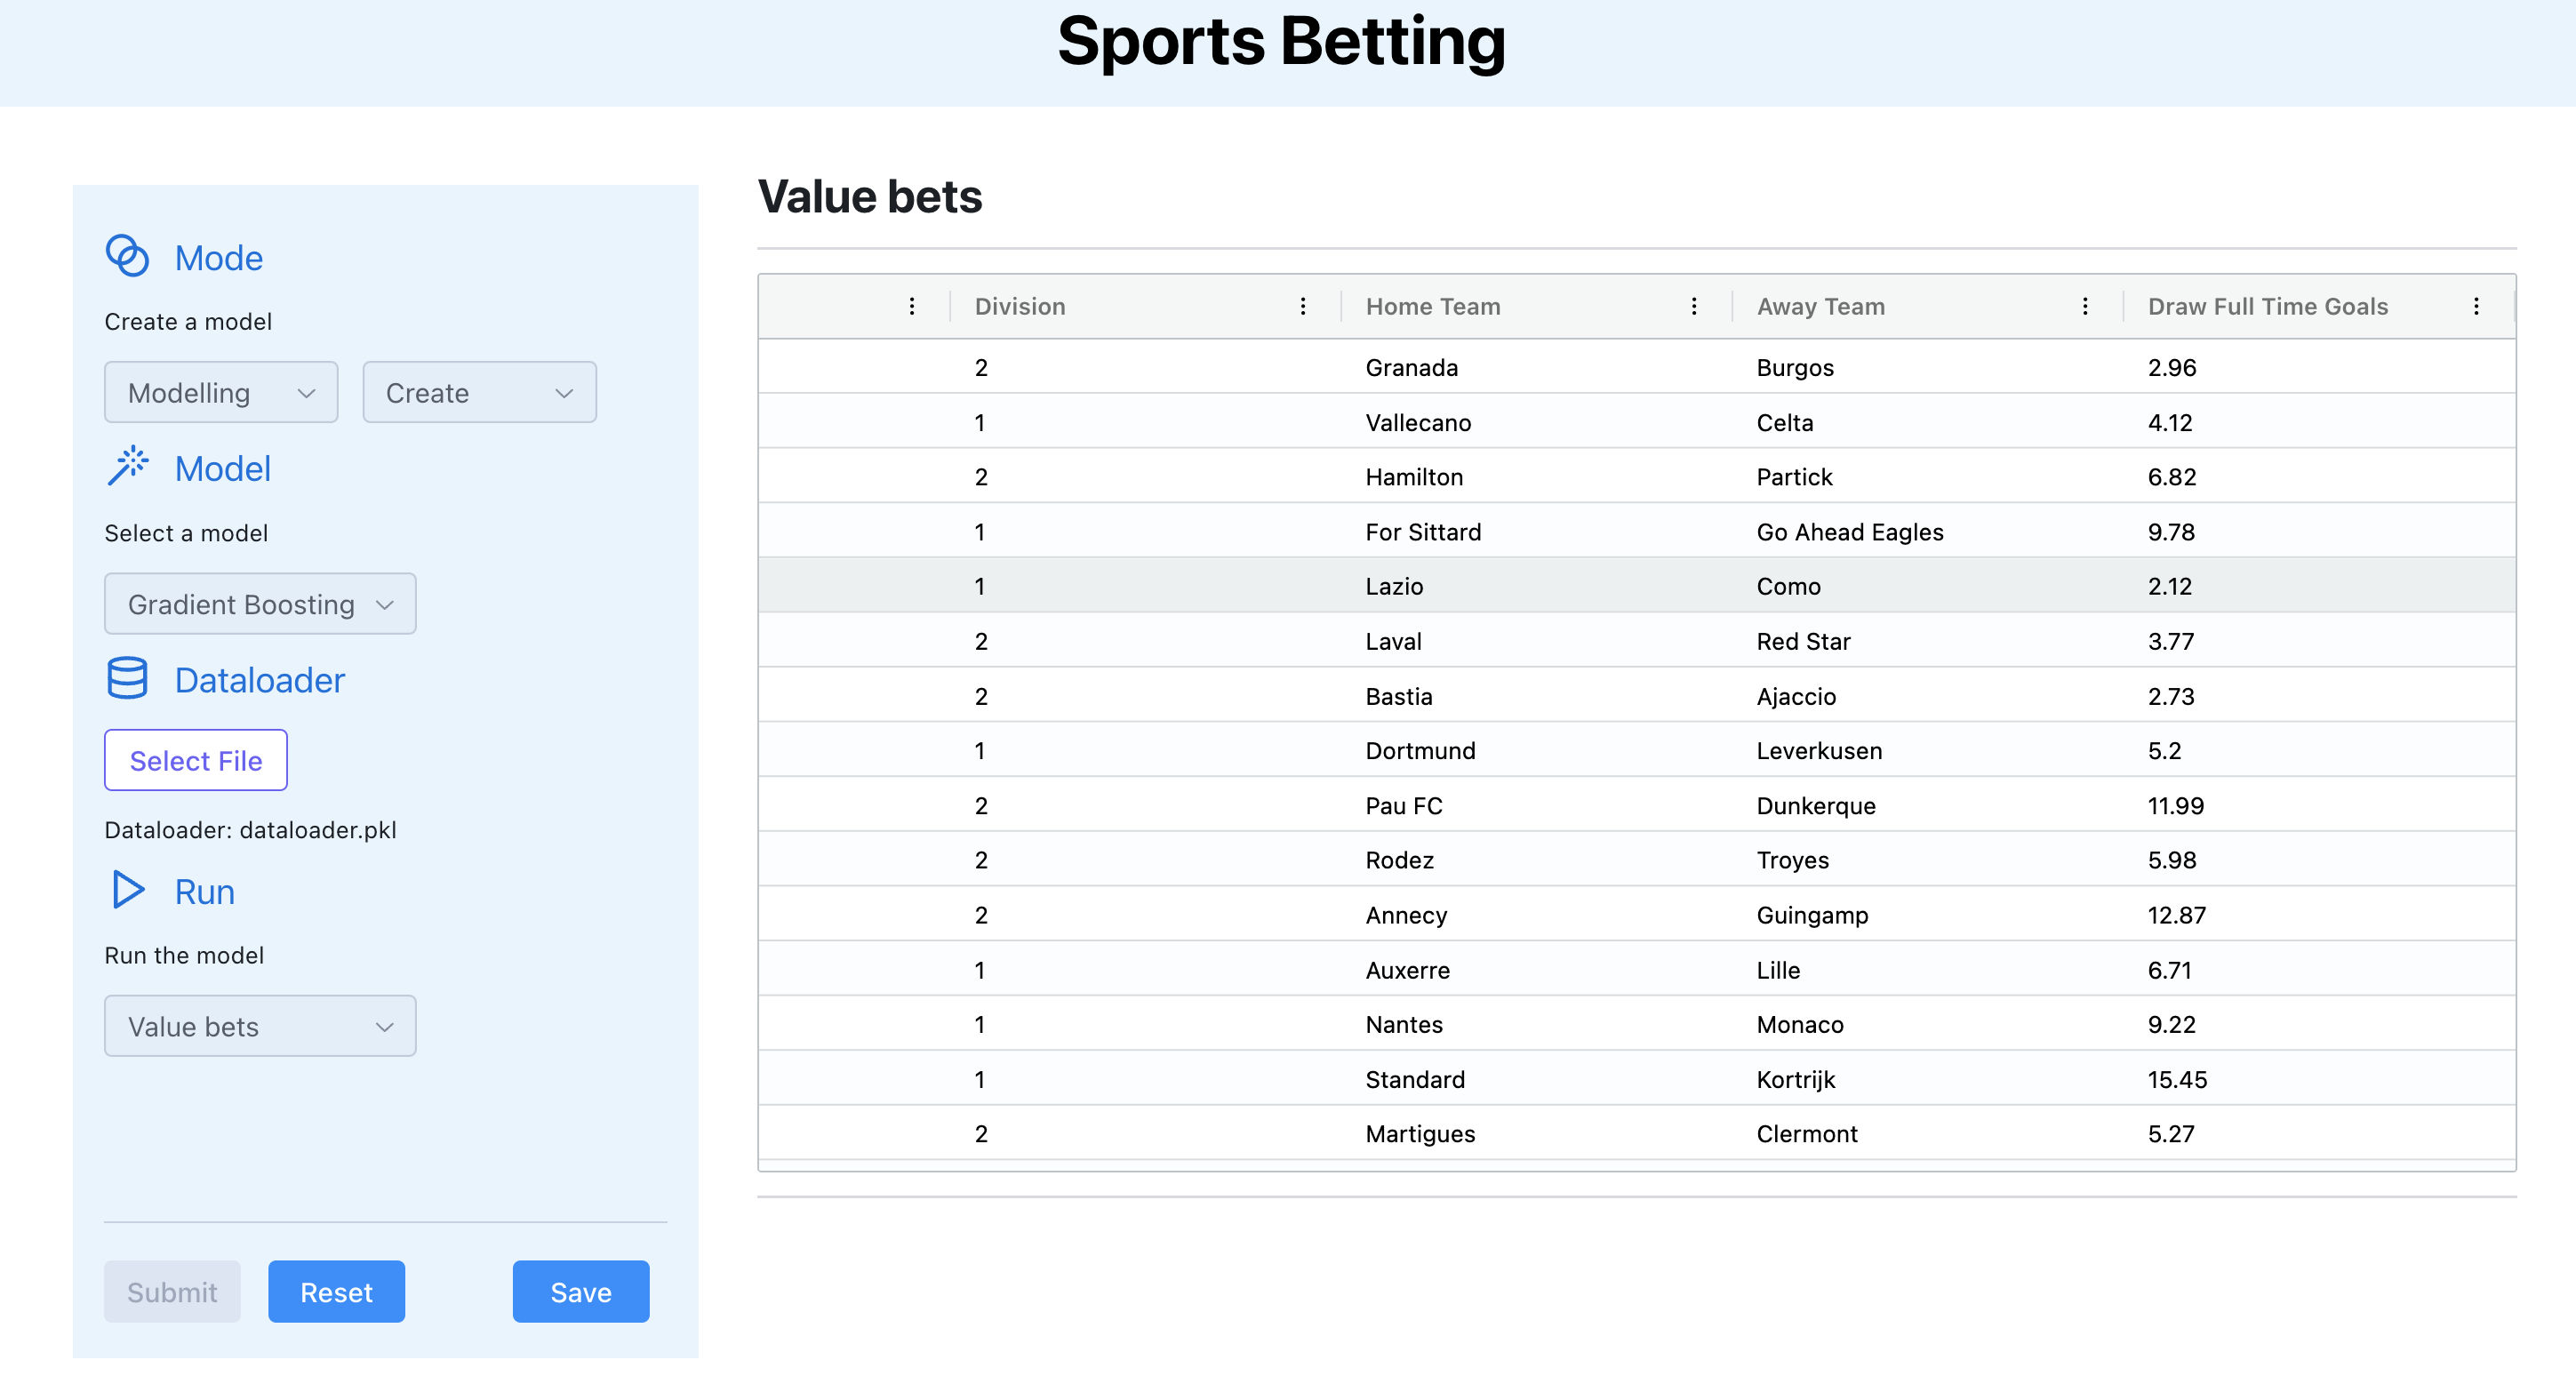 Sports Betting
Mode
Create a model
Modelling Create
Model
Select a model
Gradient Boosting
Dataloader
Select File
Dataloader: dataloader.pkl
Run
Run the model
Value bets
Submit Reset Save
Value bets
Division Home Team Away Team Draw Full Time Goals
2 Granada Burgos 2.96
1 Vallecano Celta 4.12
2 Hamilton Partick 6.82
1 For Sittard Go Ahead Eagles 9.78
1 Lazio Como 2.12
2 Laval Red Star 3.77
2 Bastia Ajaccio 2.73
1 Dortmund Leverkusen 5.2
2 Pau FC Dunkerque 11.99
2 Rodez Troyes 5.98
2 Annecy Guingamp 12.87
1 Auxerre Lille 6.71
1 Nantes Monaco 9.22
1 Standard Kortrijk 15.45
2 Martigues Clermont 5.27